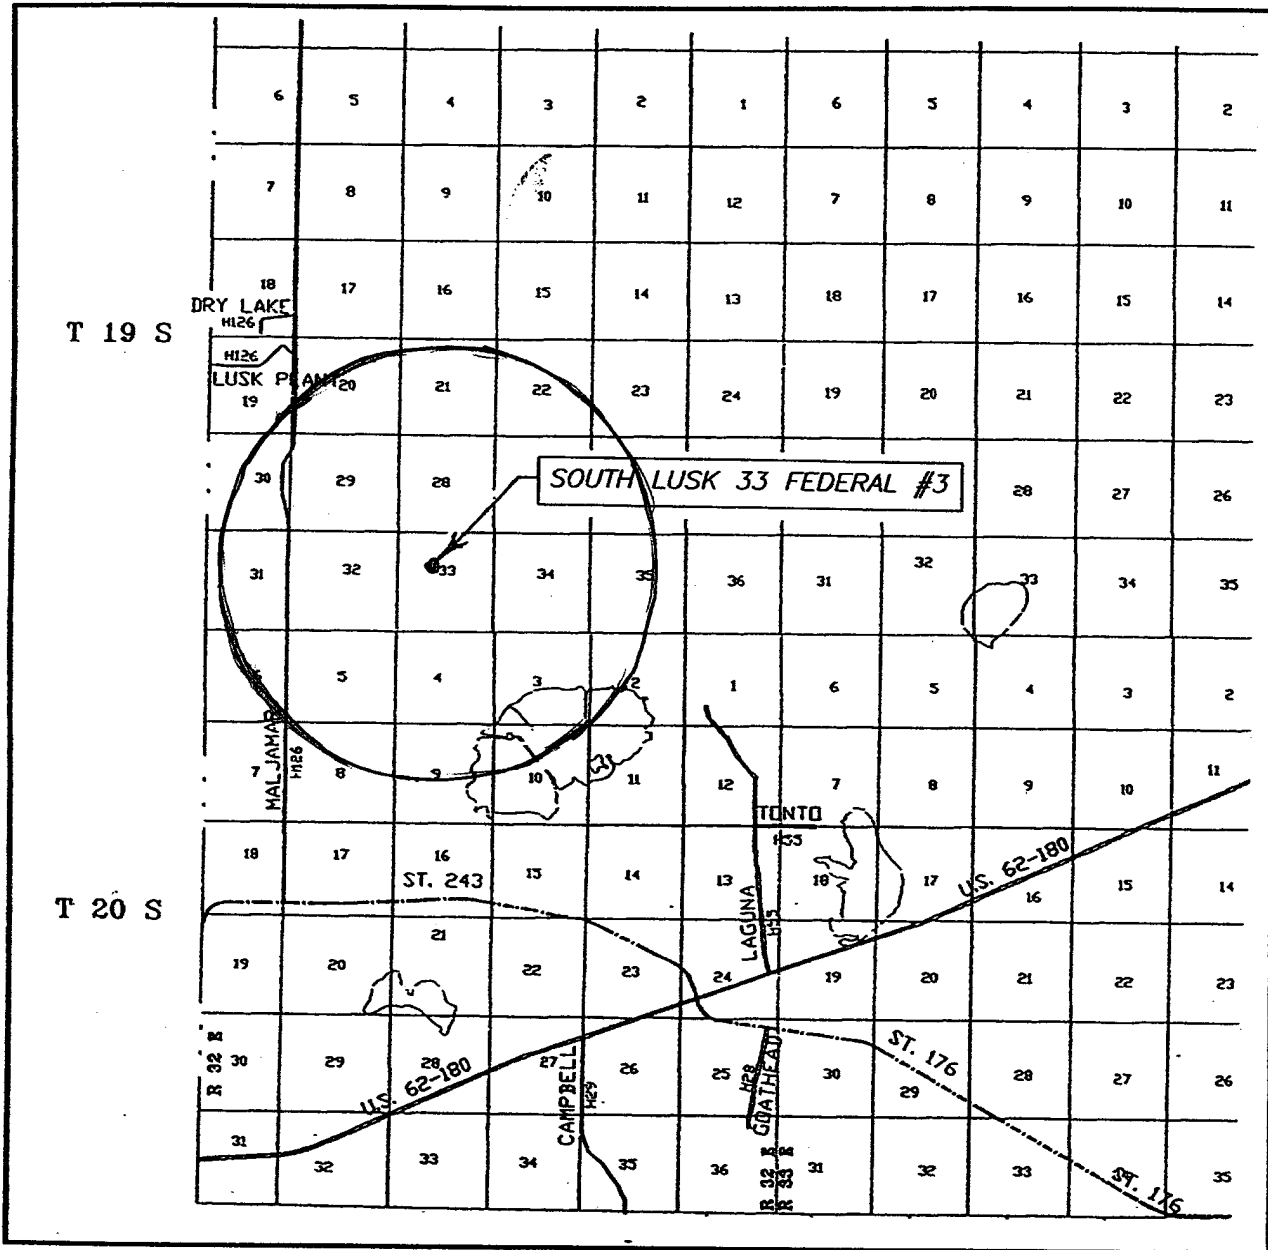 6 5 4 3 2 1 6 5 4 3 2
7 8 9 10 11 12 7 8 9 10 11
18 17 16 15 14 13 18 17 16 15 14
DRY LAKE
H126
T 19 S
H126
LUSK PLANT
19 20 21 22 23 24 19 20 21 22 23
30 29 28 28 27 26
SOUTH LUSK 33 FEDERAL #3
31 32 33 34 35 36 31 32 33 34 35
5 4 3 2 1 6 5 4 3 2
MALJAMAR
H126
7 8 9 10 11 12 7 8 9 10 11
TONTO
H55
18 17 16 15 14 13 18 17 16 15 14
ST. 243
U.S. 62-180
T 20 S
LAGUNA
H55
19 20 21 22 23 24 19 20 21 22 23
R 32 E
30 29 28 27 26 25 30 29 28 27 26
U.S. 62-180
CAMPBELL
H29
H28
GOATHEAD
ST. 176
31 32 33 34 35 36 31 32 33 35
R 32 E
R 33 E
ST. 176